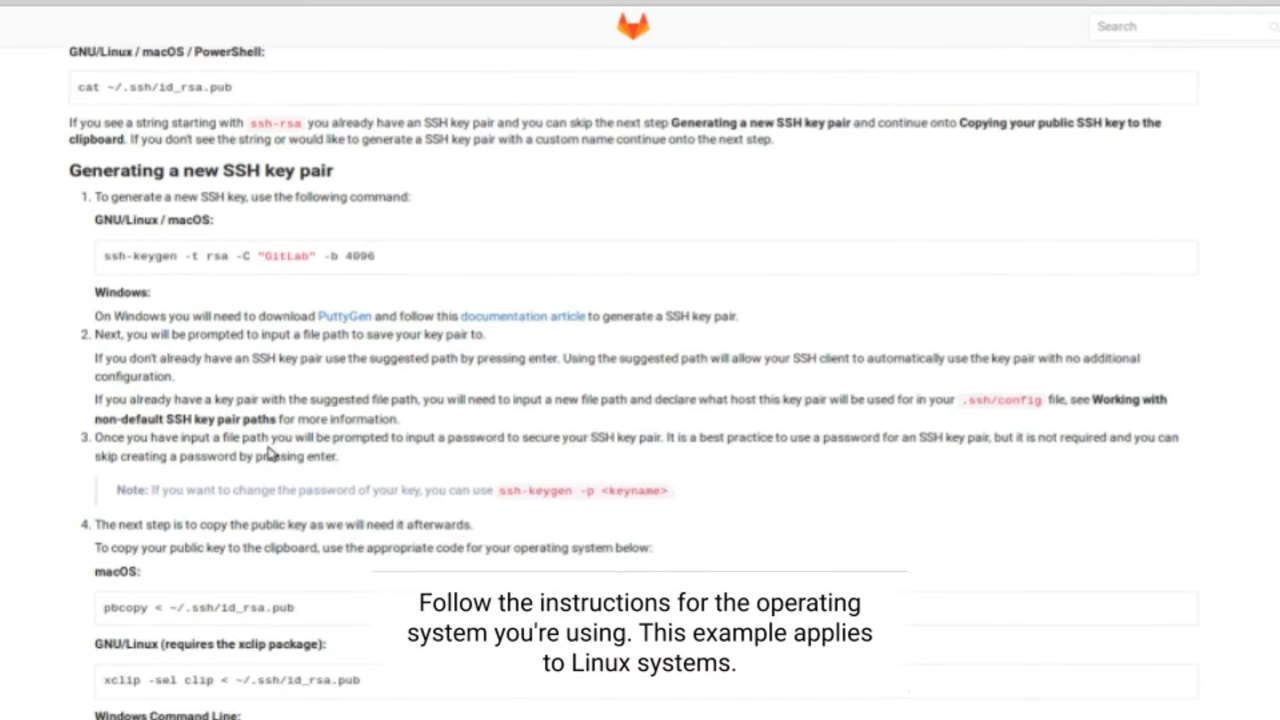 Search
GNU/Linux / macOS / PowerShell:
cat ~/.ssh/id_rsa.pub
If you see a string starting with ssh-rsa you already have an SSH key pair and you can skip the next step Generating a new SSH key pair and continue onto Copying your public SSH key to the
clipboard. If you don't see the string or would like to generate a SSH key pair with a custom name continue onto the next step.
Generating a new SSH key pair
1. To generate a new SSH key, use the following command:
GNU/Linux / macOS:
ssh-keygen -t rsa -C "GitLab" -b 4096
Windows:
On Windows you will need to download PuttyGen and follow this documentation article to generate a SSH key pair.
2. Next, you will be prompted to input a file path to save your key pair to.
If you don't already have an SSH key pair use the suggested path by pressing enter. Using the suggested path will allow your SSH client to automatically use the key pair with no additional
configuration.
If you already have a key pair with the suggested file path, you will need to input a new file path and declare what host this key pair will be used for in your .ssh/config file, see Working with
non-default SSH key pair paths for more information.
3. Once you have input a file path you will be prompted to input a password to secure your SSH key pair. It is a best practice to use a password for an SSH key pair, but it is not required and you can
skip creating a password by pressing enter.
Note: If you want to change the password of your key, you can use ssh-keygen -p <keyname>.
4. The next step is to copy the public key as we will need it afterwards.
To copy your public key to the clipboard, use the appropriate code for your operating system below:
macOS:
pbcopy < ~/.ssh/id_rsa.pub
GNU/Linux (requires the xclip package):
xclip -sel clip < ~/.ssh/id_rsa.pub
Windows Command Line:
Follow the instructions for the operating
system you're using. This example applies
to Linux systems.